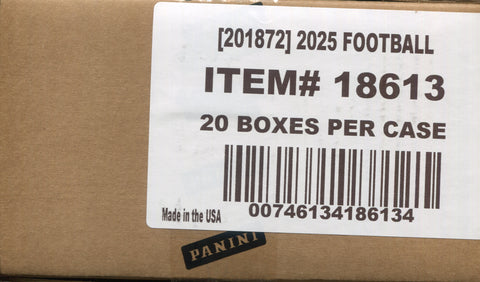 [201872] 2025 FOOTBALL
ITEM# 18613
20 BOXES PER CASE
Made in the USA
00746134186134
PANINI